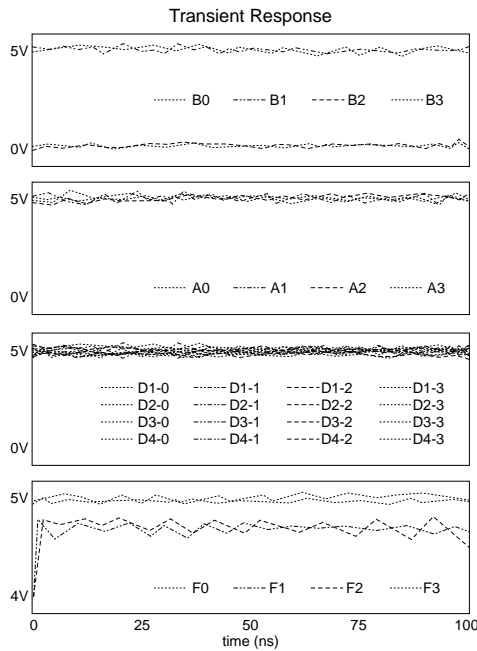 Transient Response
5V
B0 B1 B2 B3
0V
5V
A0 A1 A2 A3
0V
5V
D1-0 D1-1 D1-2 D1-3
D2-0 D2-1 D2-2 D2-3
D3-0 D3-1 D3-2 D3-3
D4-0 D4-1 D4-2 D4-3
0V
5V
F0 F1 F2 F3
4V
0 25 50 75 100
time (ns)